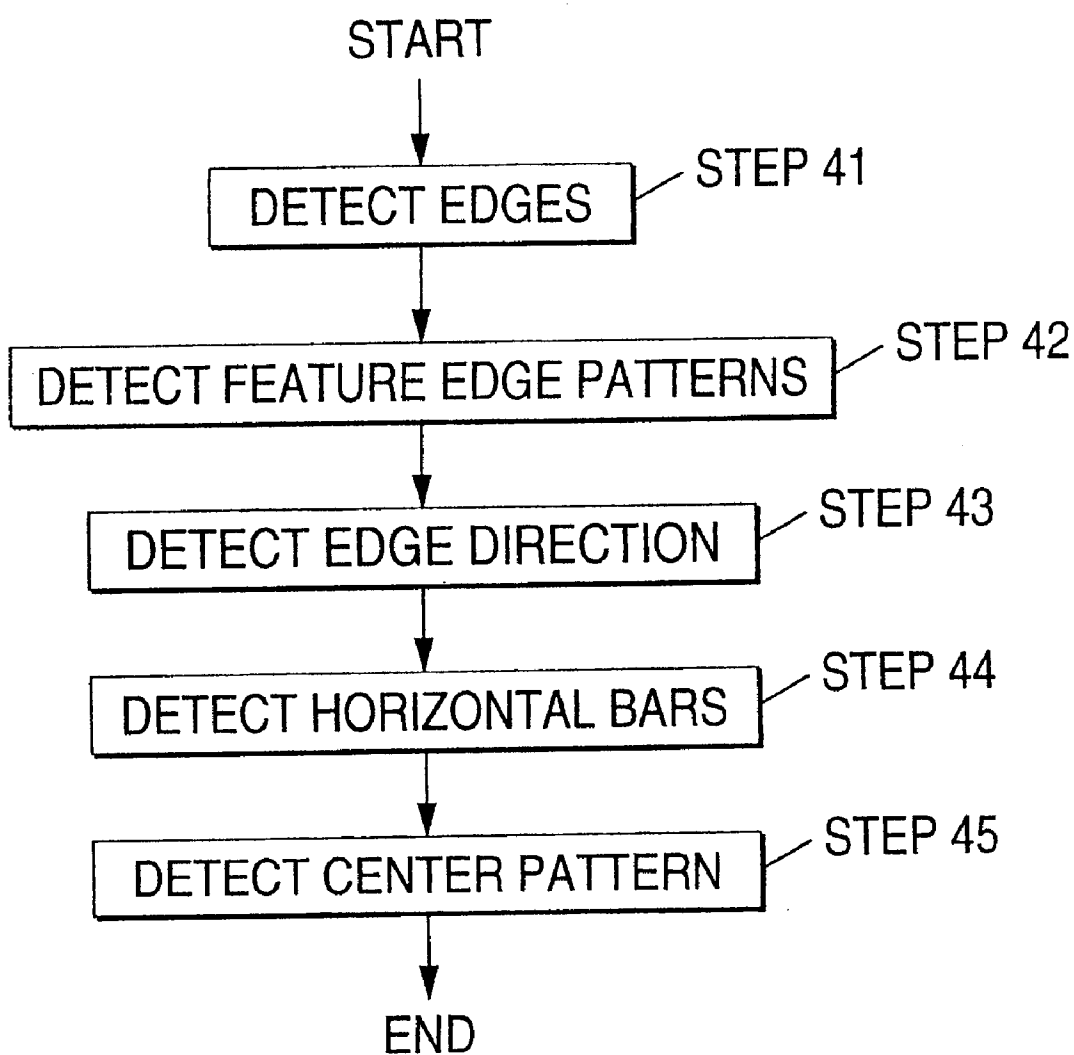 START
DETECT EDGES
STEP 41
DETECT FEATURE EDGE PATTERNS
STEP 42
DETECT EDGE DIRECTION
STEP 43
DETECT HORIZONTAL BARS
STEP 44
DETECT CENTER PATTERN
STEP 45
END